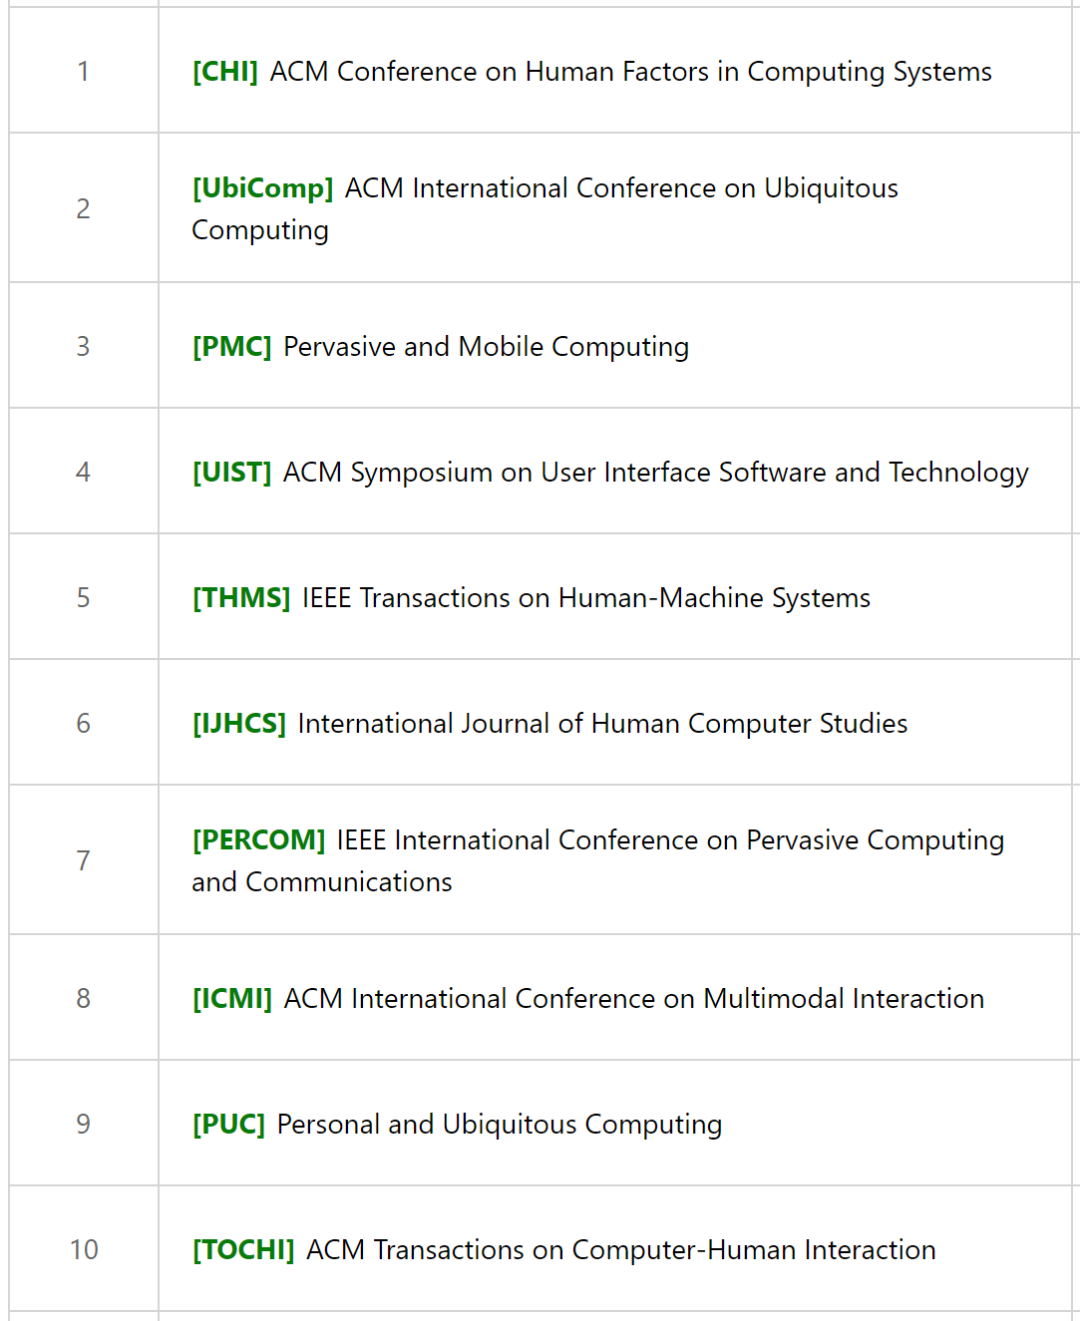 1 [CHI] ACM Conference on Human Factors in Computing Systems
2 [UbiComp] ACM International Conference on Ubiquitous
Computing
3 [PMC] Pervasive and Mobile Computing
4 [UIST] ACM Symposium on User Interface Software and Technology
5 [THMS] IEEE Transactions on Human-Machine Systems
6 [IJHCS] International Journal of Human Computer Studies
7 [PERCOM] IEEE International Conference on Pervasive Computing
and Communications
8 [ICMI] ACM International Conference on Multimodal Interaction
9 [PUC] Personal and Ubiquitous Computing
10 [TOCHI] ACM Transactions on Computer-Human Interaction